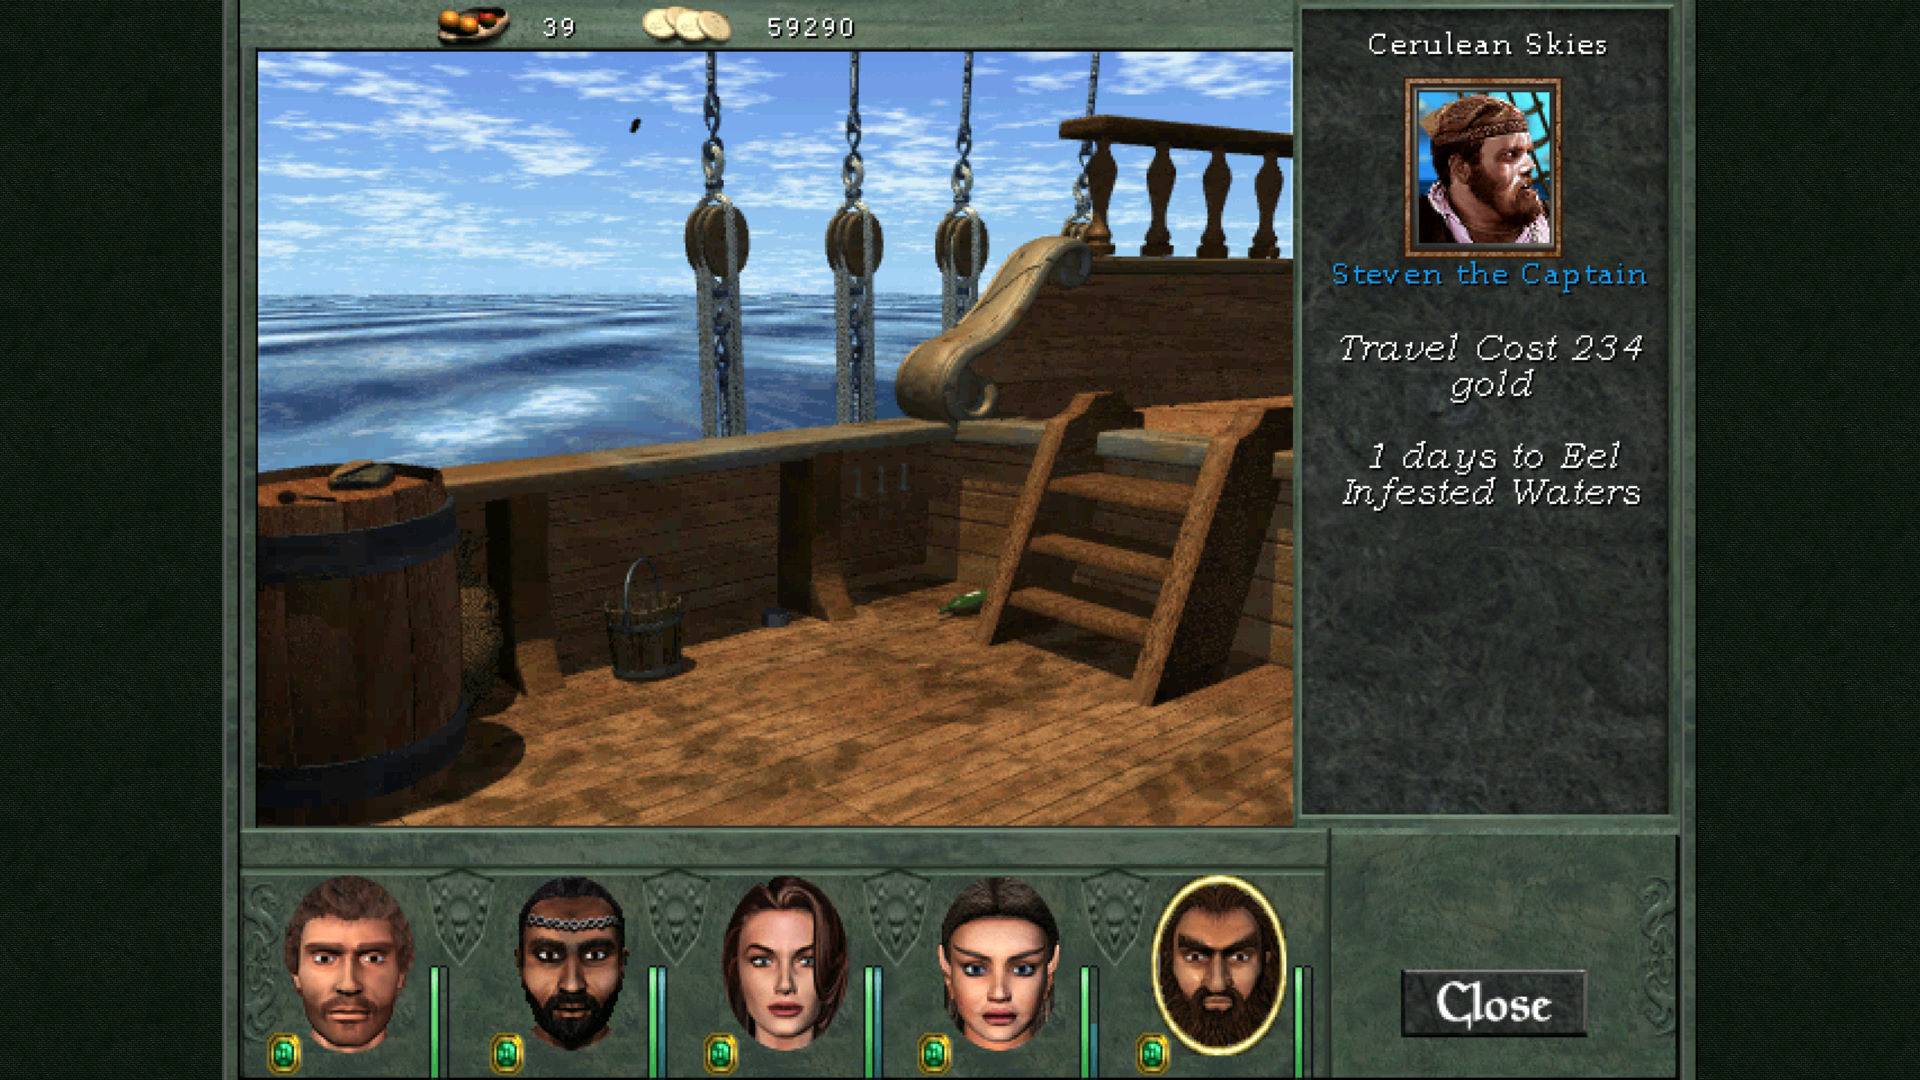 39 59290
Cerulean Skies
Steven the Captain
Travel Cost 234
gold
1 days to Eel
Infested Waters
Close